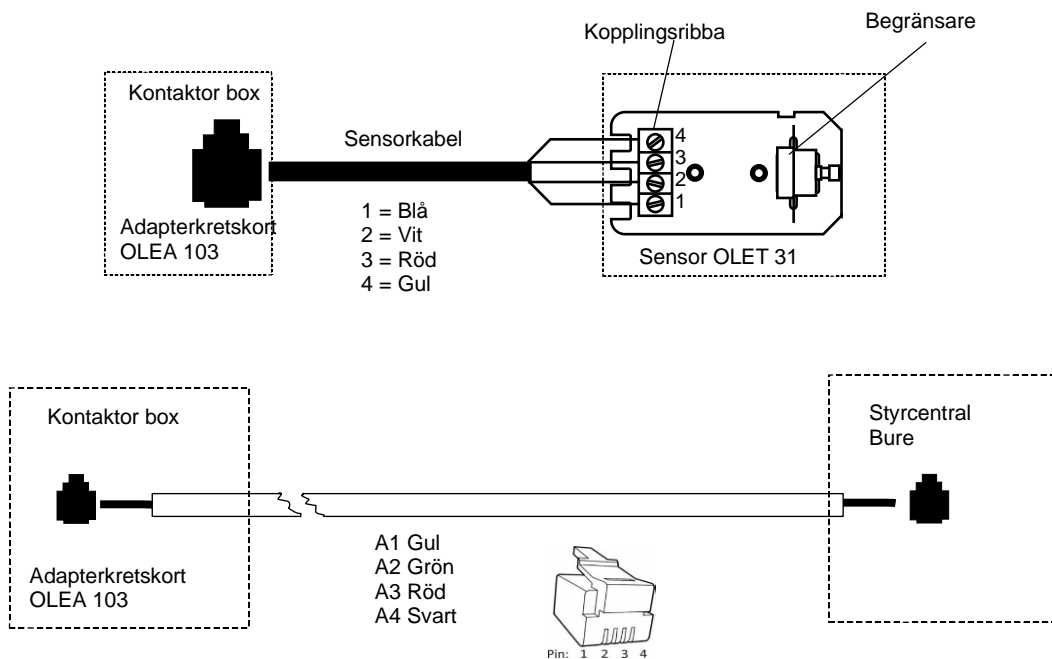 Kopplingsribba
Begränsare
Kontaktor box
Sensorkabel
4
3
2
1
Adapterkretskort
OLEA 103
1 = Blå
2 = Vit
3 = Röd
4 = Gul
Sensor OLET 31
Kontaktor box
Styrcentral
Bure
Adapterkretskort
OLEA 103
A1 Gul
A2 Grön
A3 Röd
A4 Svart
Pin: 1 2 3 4